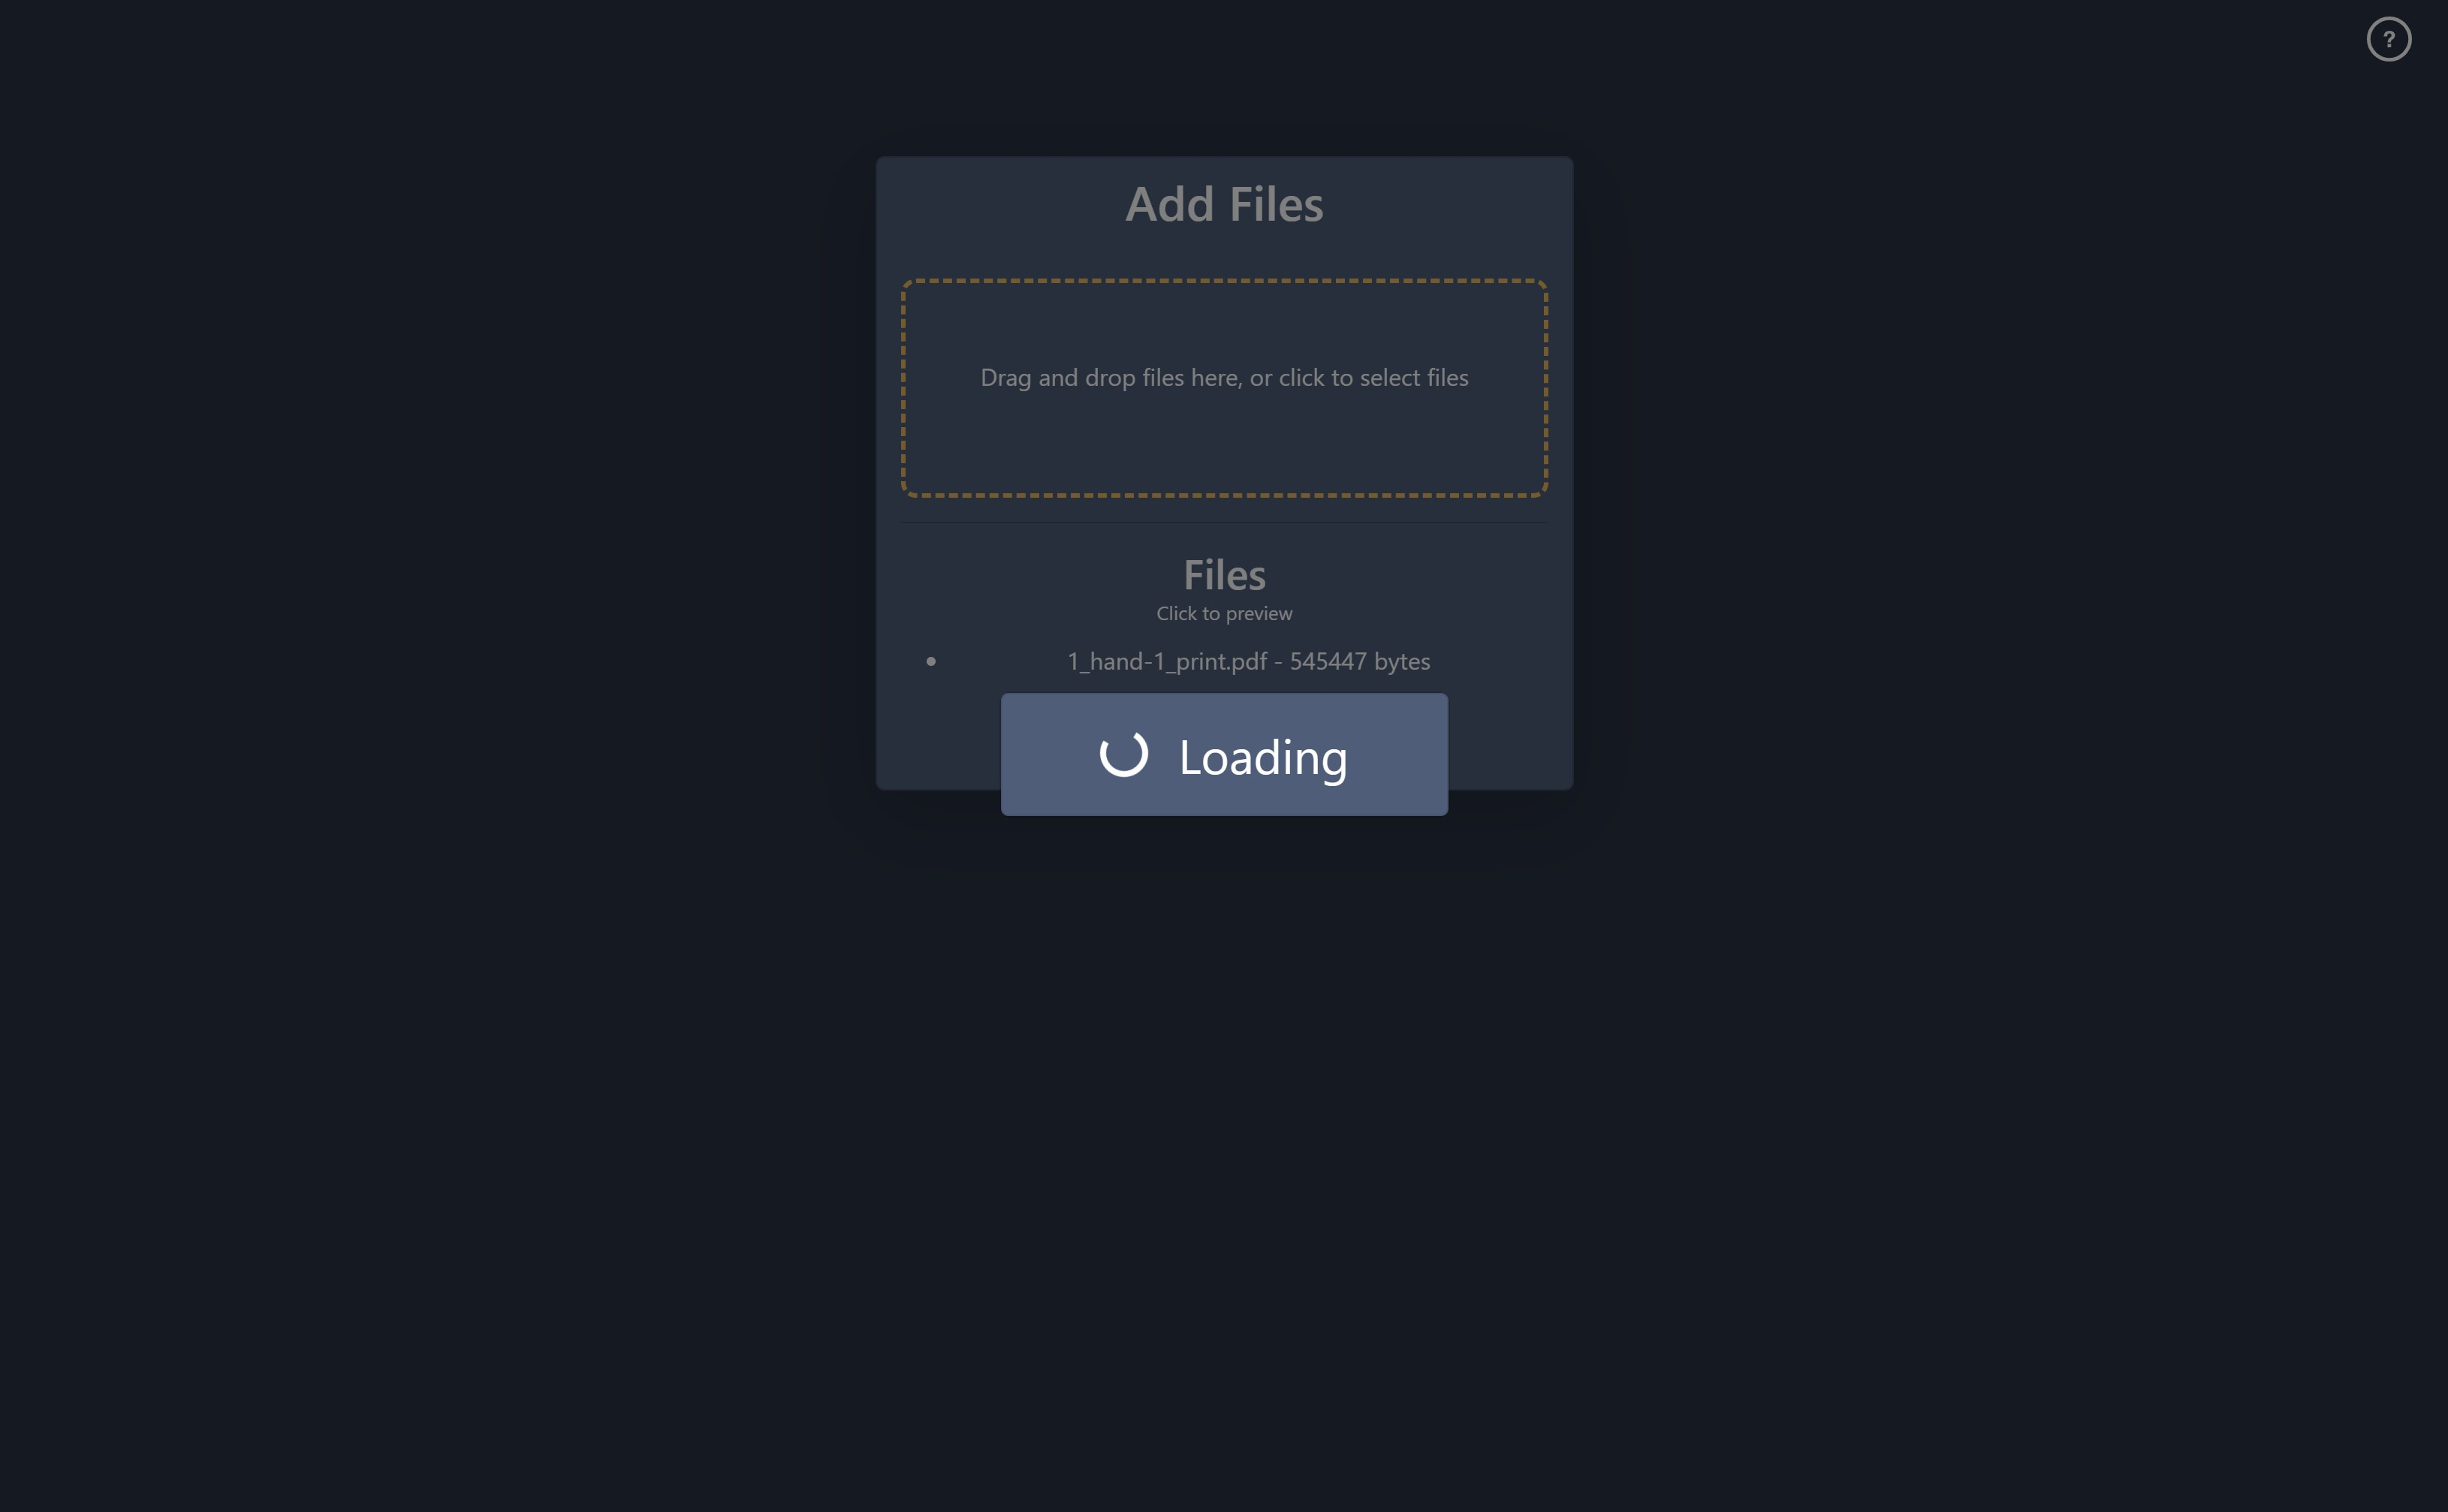 ?
Add Files
Drag and drop files here, or click to select files
Files
Click to preview
1_hand-1_print.pdf - 545447 bytes
Loading